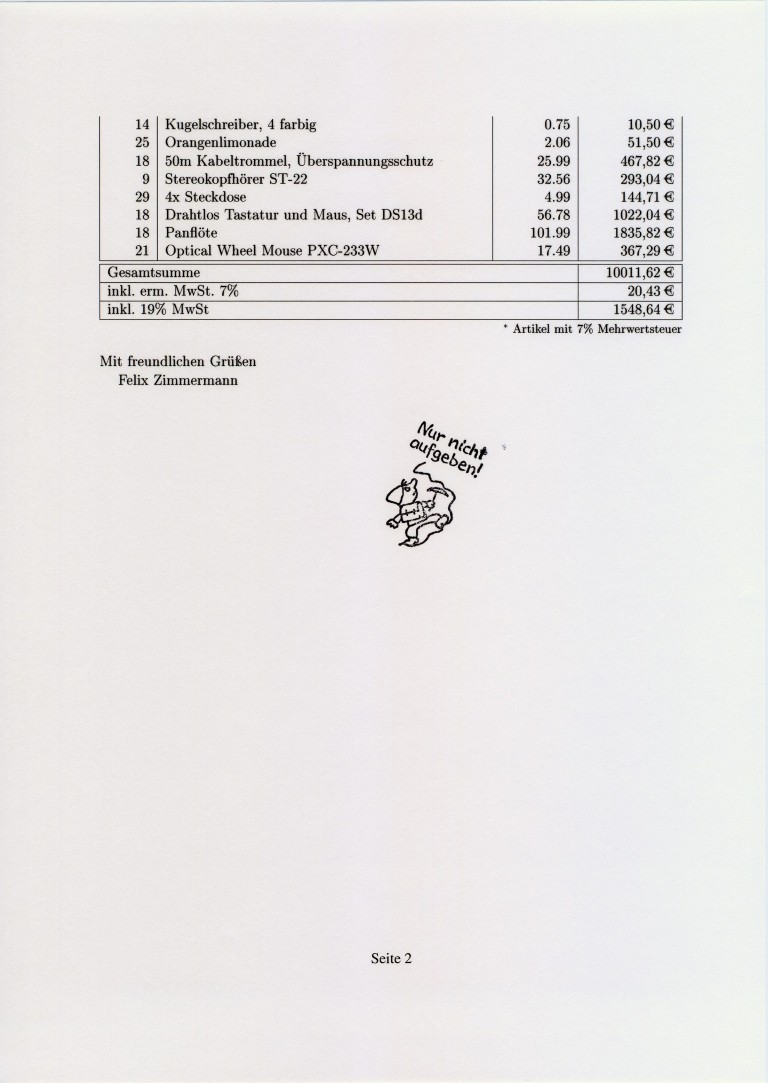 14 Kugelschreiber, 4 farbig 0.75 10,50 €
25 Orangenlimonade 2.06 51,50 €
18 50m Kabeltrommel, Überspannungsschutz 25.99 467,82 €
9 Stereokopfhörer ST-22 32.56 293,04 €
29 4x Steckdose 4.99 144,71 €
18 Drahtlos Tastatur und Maus, Set DS13d 56.78 1022,04 €
18 Panflöte 101.99 1835,82 €
21 Optical Wheel Mouse PXC-233W 17.49 367,29 €
Gesamtsumme 10011,62 €
inkl. erm. MwSt. 7% 20,43 €
inkl. 19% MwSt 1548,64 €
* Artikel mit 7% Mehrwertsteuer
Mit freundlichen Grüßen
Felix Zimmermann
Nur nicht
aufgeben!
Seite 2